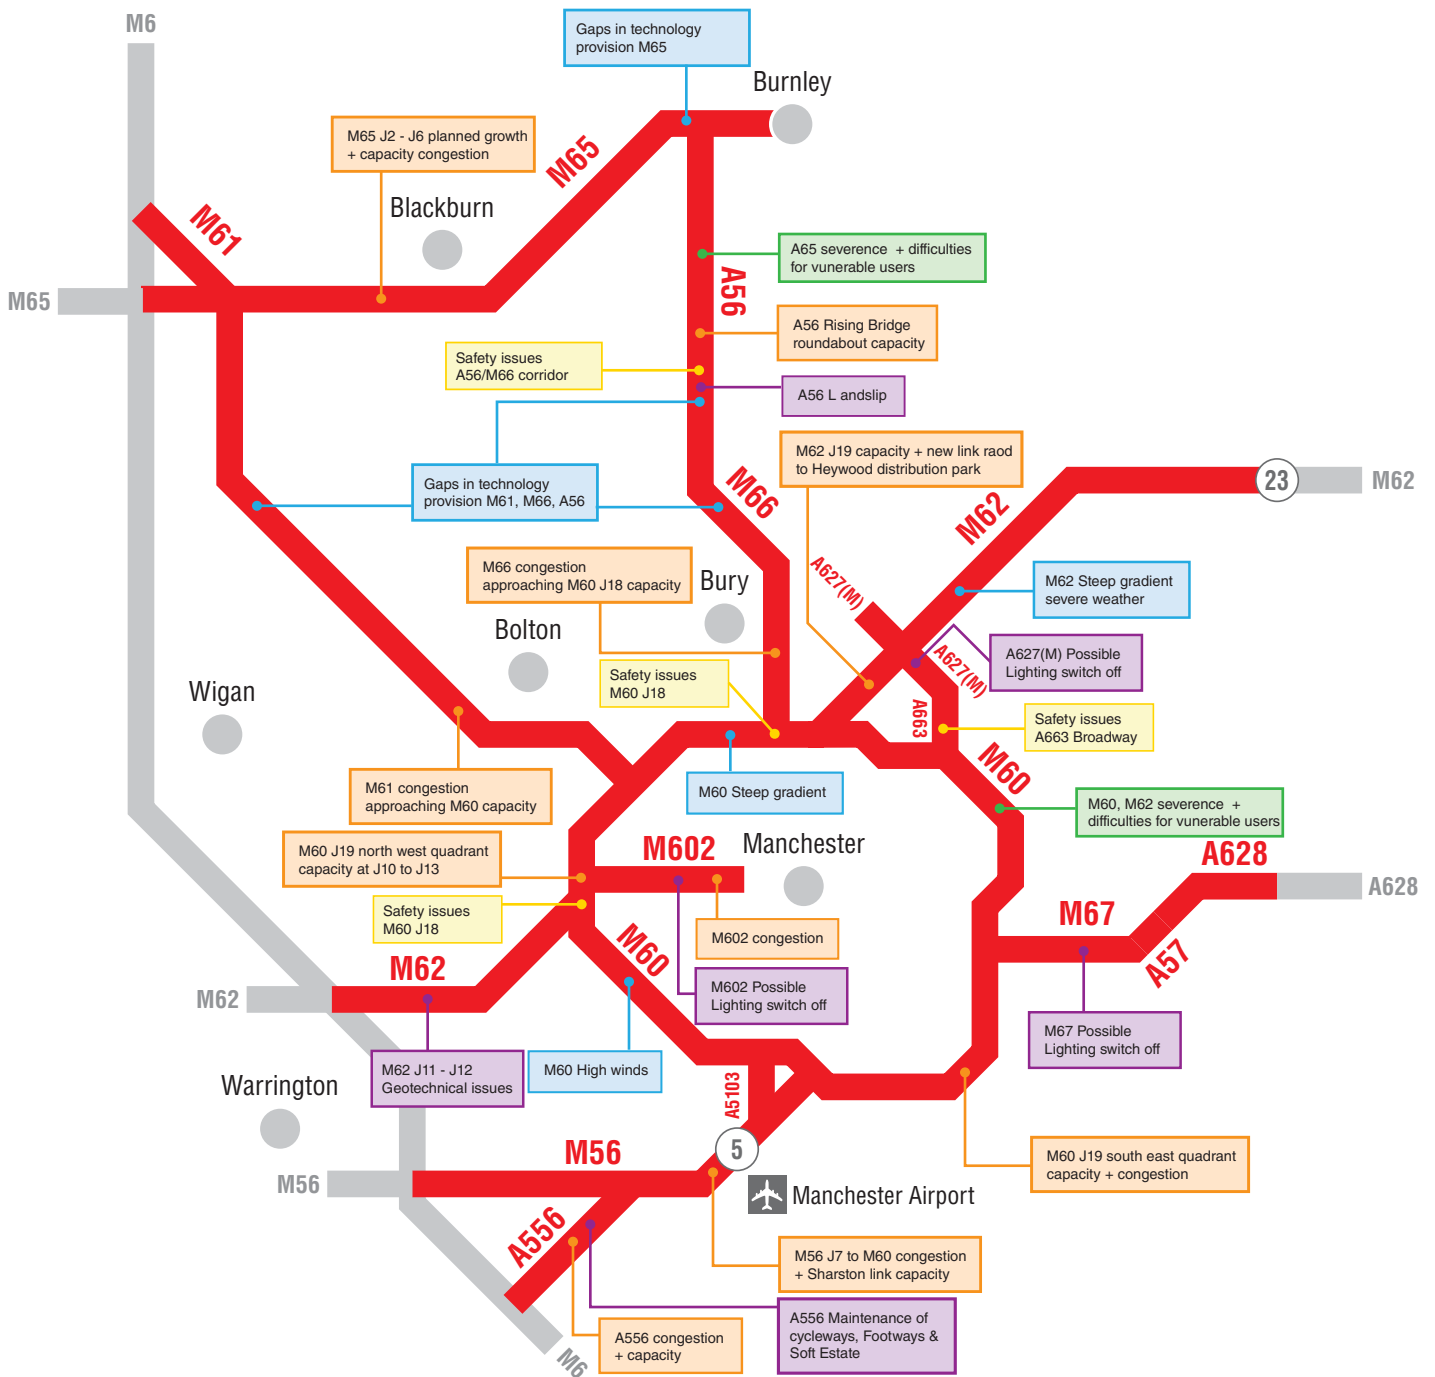 M6
Gaps in technology
provision M65
Burnley
M65 J2 - J6 planned growth
+ capacity congestion
M65
Blackburn
M61
A65 severence + difficulties
for vunerable users
M65
A56
A56 Rising Bridge
roundabout capacity
Safety issues
A56/M66 corridor
A56 L andslip
M62 J19 capacity + new link raod
to Heywood distribution park
Gaps in technology
provision M61, M66, A56
M66
M62
23
M62
M66 congestion
approaching M60 J18 capacity
Bury
A627(M)
M62 Steep gradient
severe weather
Bolton
A627(M) Possible
Lighting switch off
A627(M)
Safety issues
M60 J18
Wigan
A663
Safety issues
A663 Broadway
M60
M61 congestion
approaching M60 capacity
M60 Steep gradient
M60, M62 severence +
difficulties for vunerable users
M60 J19 north west quadrant
capacity at J10 to J13
M602
Manchester
A628
A628
Safety issues
M60 J18
M67
M602 congestion
M60
A57
M62
M62
M602 Possible
Lighting switch off
M67 Possible
Lighting switch off
M62 J11 - J12
Geotechnical issues
M60 High winds
Warrington
A5103
5
M56
M56
M60 J19 south east quadrant
capacity + congestion
Manchester Airport
A556
M56 J7 to M60 congestion
+ Sharston link capacity
A556 Maintenance of
cycleways, Footways &
Soft Estate
A556 congestion
+ capacity
M6